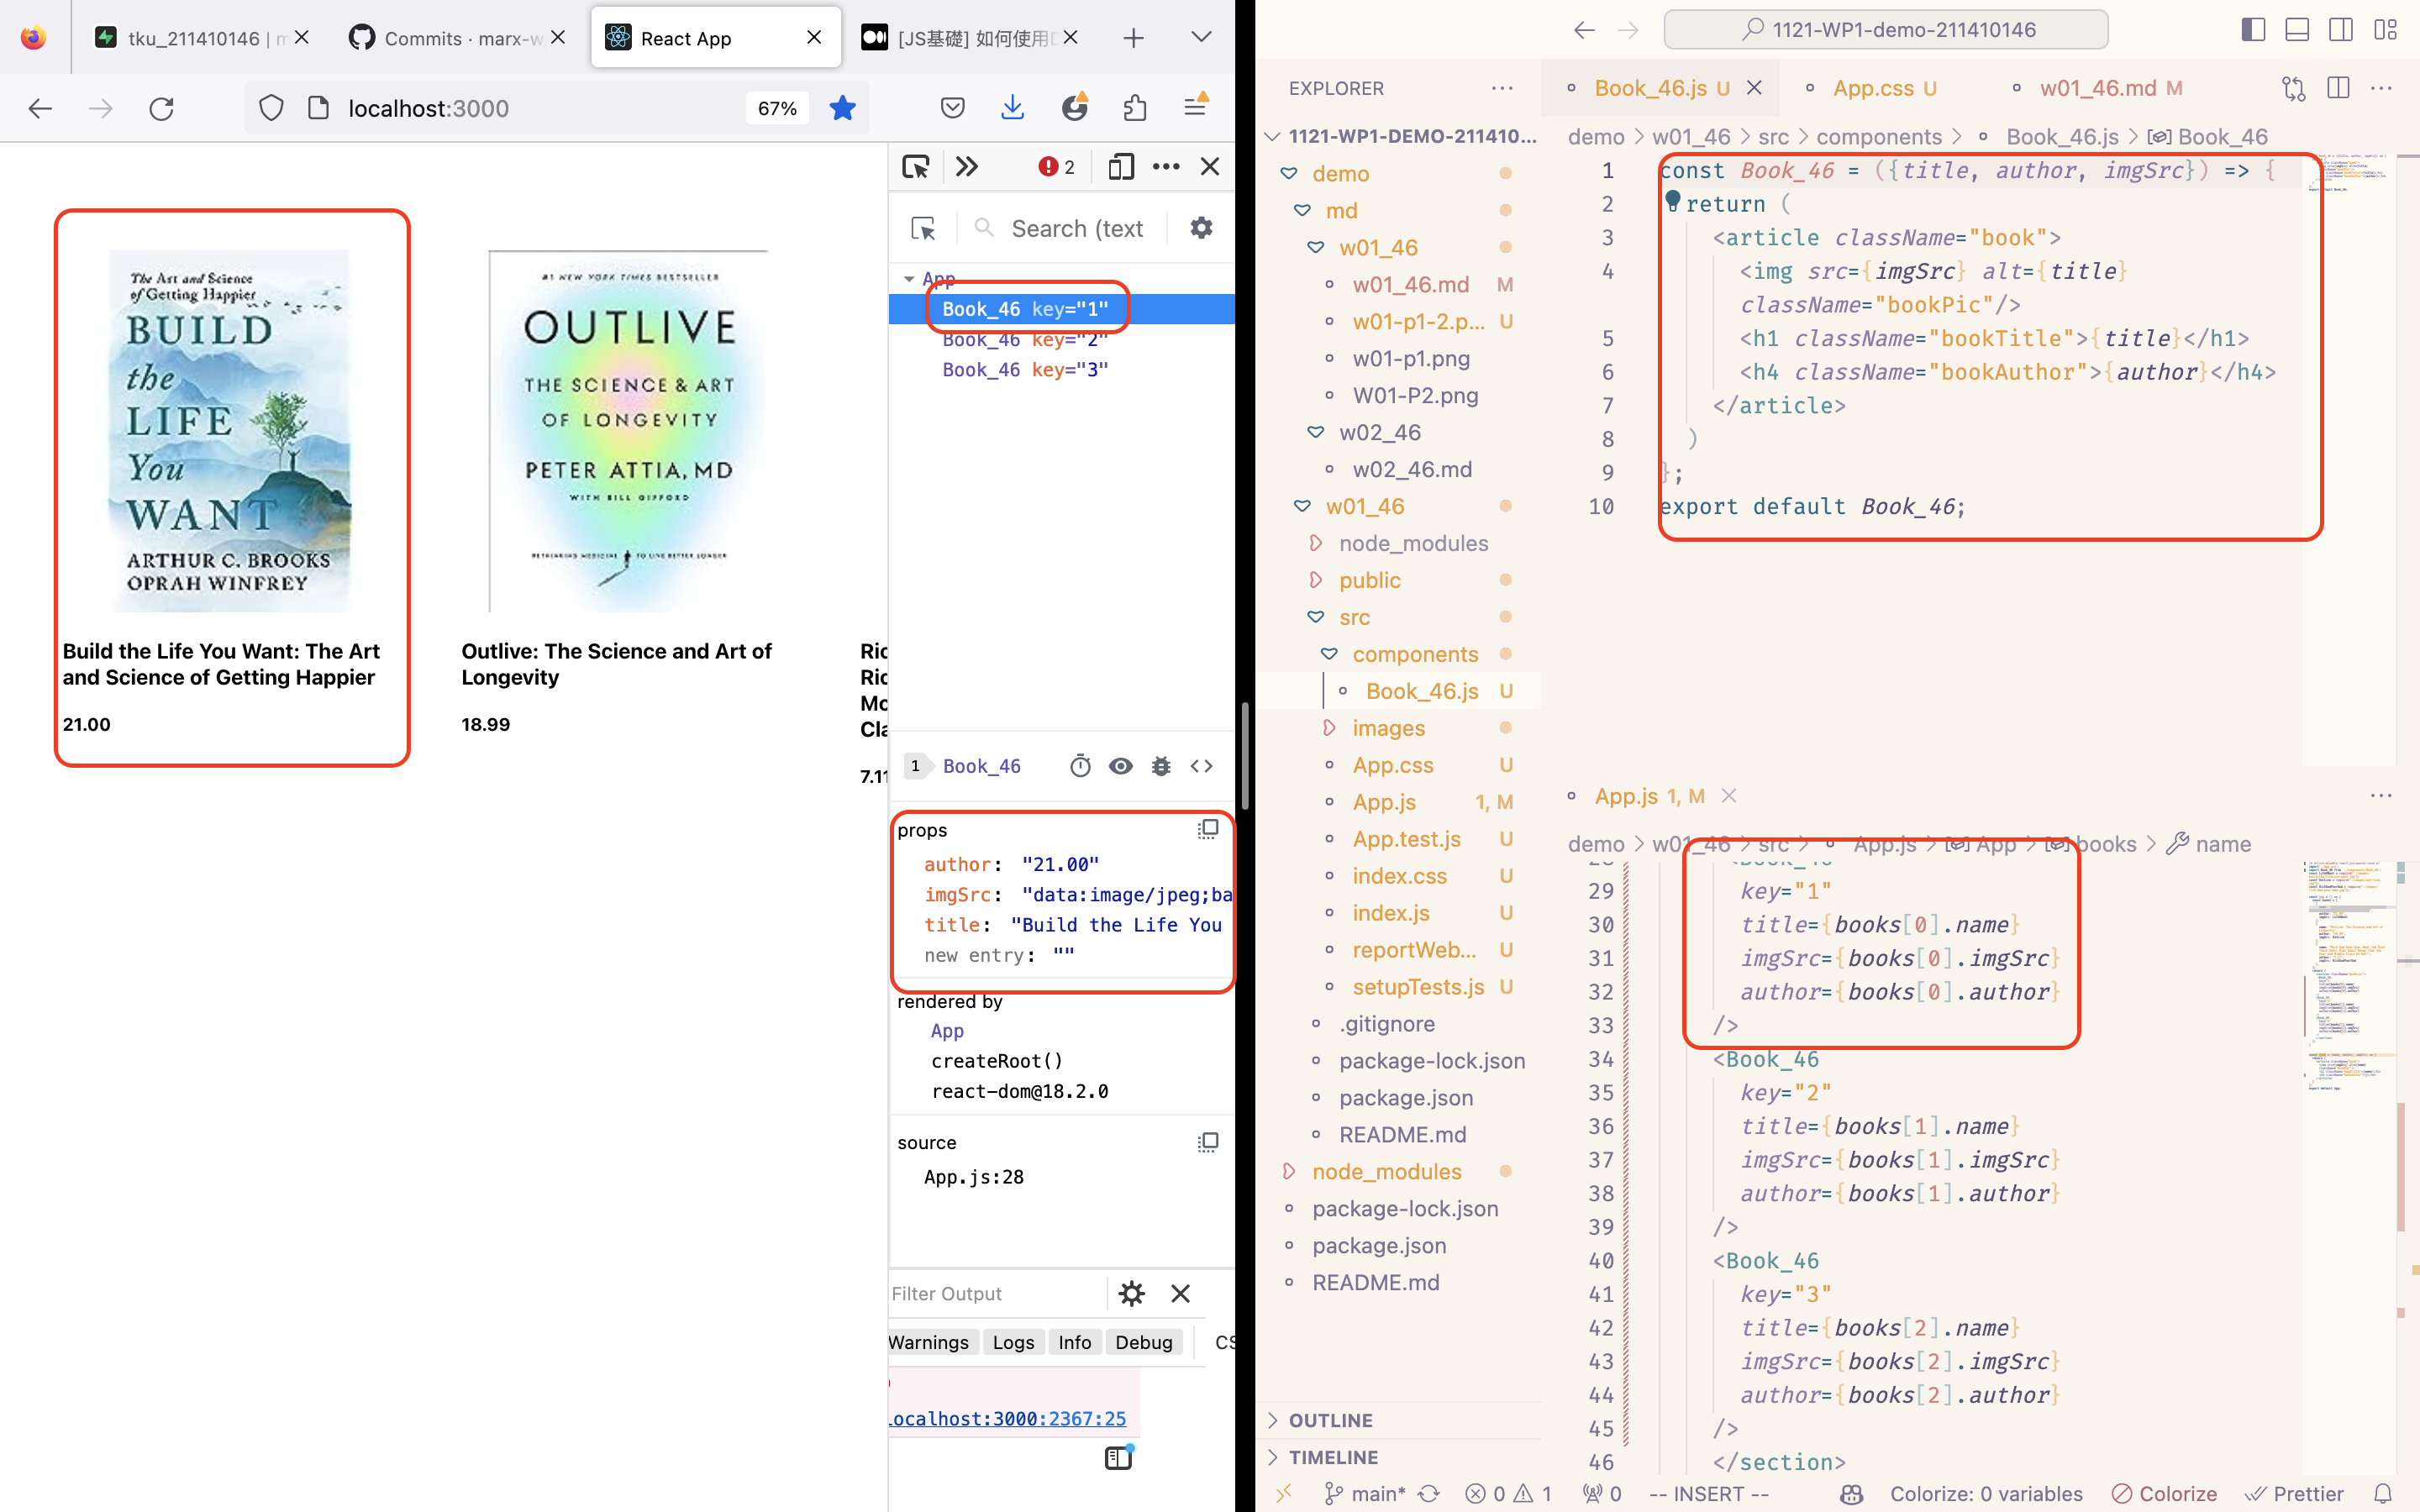 tku_211410146 | m
Commits · marx-w
React App
[JS基礎] 如何使用D
localhost:3000
67%
2
Search (text
App
Book_46 key="1"
Book_46 key="2"
Book_46 key="3"
The Art and Science
of Getting Happier
BUILD
the
LIFE
You
WANT
ARTHUR C. BROOKS
OPRAH WINFREY
Build the Life You Want: The Art
and Science of Getting Happier
21.00
#1 NEW YORK TIMES BESTSELLER
OUTLIVE
THE SCIENCE & ART
OF LONGEVITY
PETER ATTIA, MD
WITH BILL GIFFORD
RETHINKING MEDICINE TO LIVE BETTER LONGER
Outlive: The Science and Art of
Longevity
18.99
Ric
Ric
Mo
Cla
7.11
1 Book_46
props
author: "21.00"
imgSrc: "data:image/jpeg;ba
title: "Build the Life You
new entry: ""
rendered by
App
createRoot()
react-dom@18.2.0
source
App.js:28
Filter Output
Warnings Logs Info Debug CS
localhost:3000:2367:25
1121-WP1-demo-211410146
EXPLORER
1121-WP1-DEMO-211410...
demo
md
w01_46
w01_46.md M
w01-p1-2.p... U
w01-p1.png
W01-P2.png
w02_46
w02_46.md
w01_46
node_modules
public
src
components
Book_46.js U
images
App.css U
App.js 1, M
App.test.js U
index.css U
index.js U
reportWeb... U
setupTests.js U
.gitignore
package-lock.json
package.json
README.md
node_modules
package-lock.json
package.json
README.md
OUTLINE
TIMELINE
Book_46.js U
App.css U
w01_46.md M
demo > w01_46 > src > components > Book_46.js > Book_46
1 const Book_46 = ({title, author, imgSrc}) => {
2 return (
3 <article className="book">
4 <img src={imgSrc} alt={title}
className="bookPic"/>
5 <h1 className="bookTitle">{title}</h1>
6 <h4 className="bookAuthor">{author}</h4>
7 </article>
8 )
9 };
10 export default Book_46;
App.js 1, M
demo > w01_46 > src > App.js > App > books > name
28 <Book_46
29 key="1"
30 title={books[0].name}
31 imgSrc={books[0].imgSrc}
32 author={books[0].author}
33 />
34 <Book_46
35 key="2"
36 title={books[1].name}
37 imgSrc={books[1].imgSrc}
38 author={books[1].author}
39 />
40 <Book_46
41 key="3"
42 title={books[2].name}
43 imgSrc={books[2].imgSrc}
44 author={books[2].author}
45 />
46 </section>
main* 0 1 0 -- INSERT -- Colorize: 0 variables Colorize Prettier